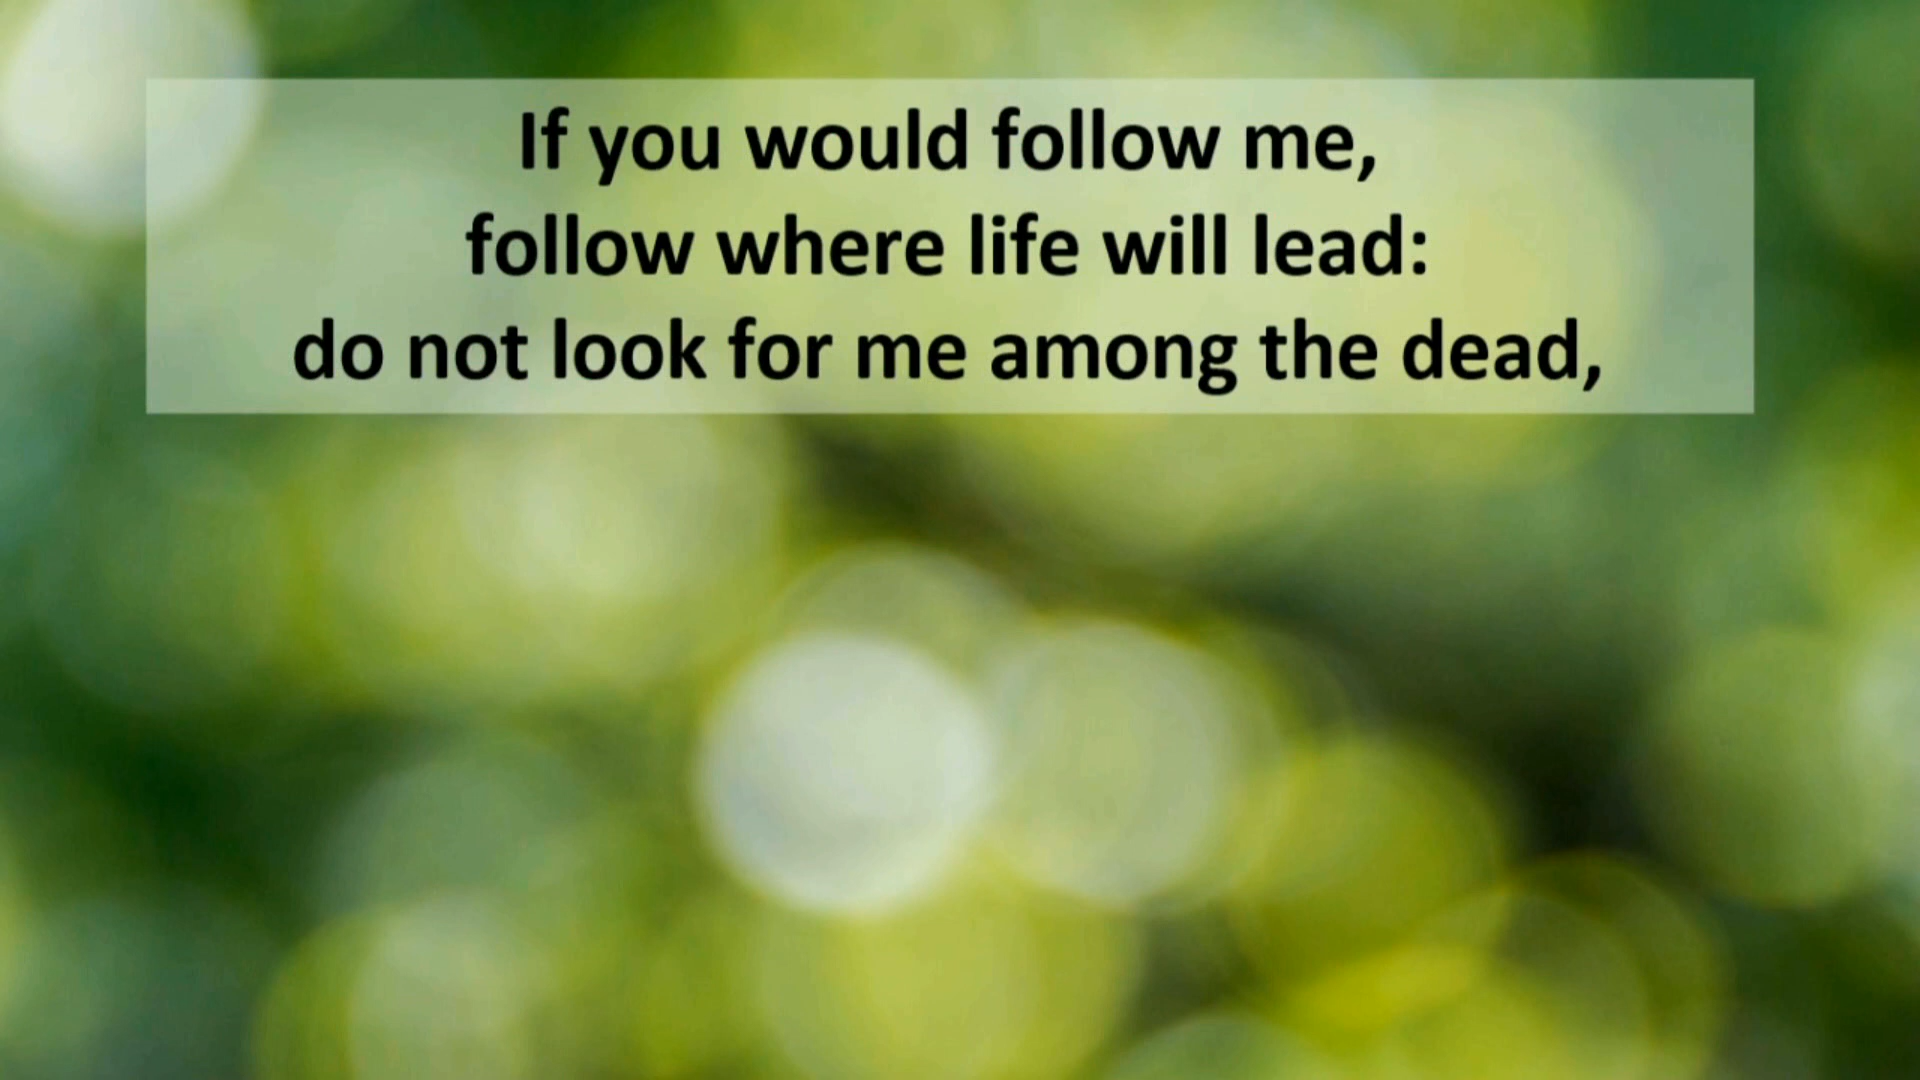 If you would follow me,
follow where life will lead:
do not look for me among the dead,